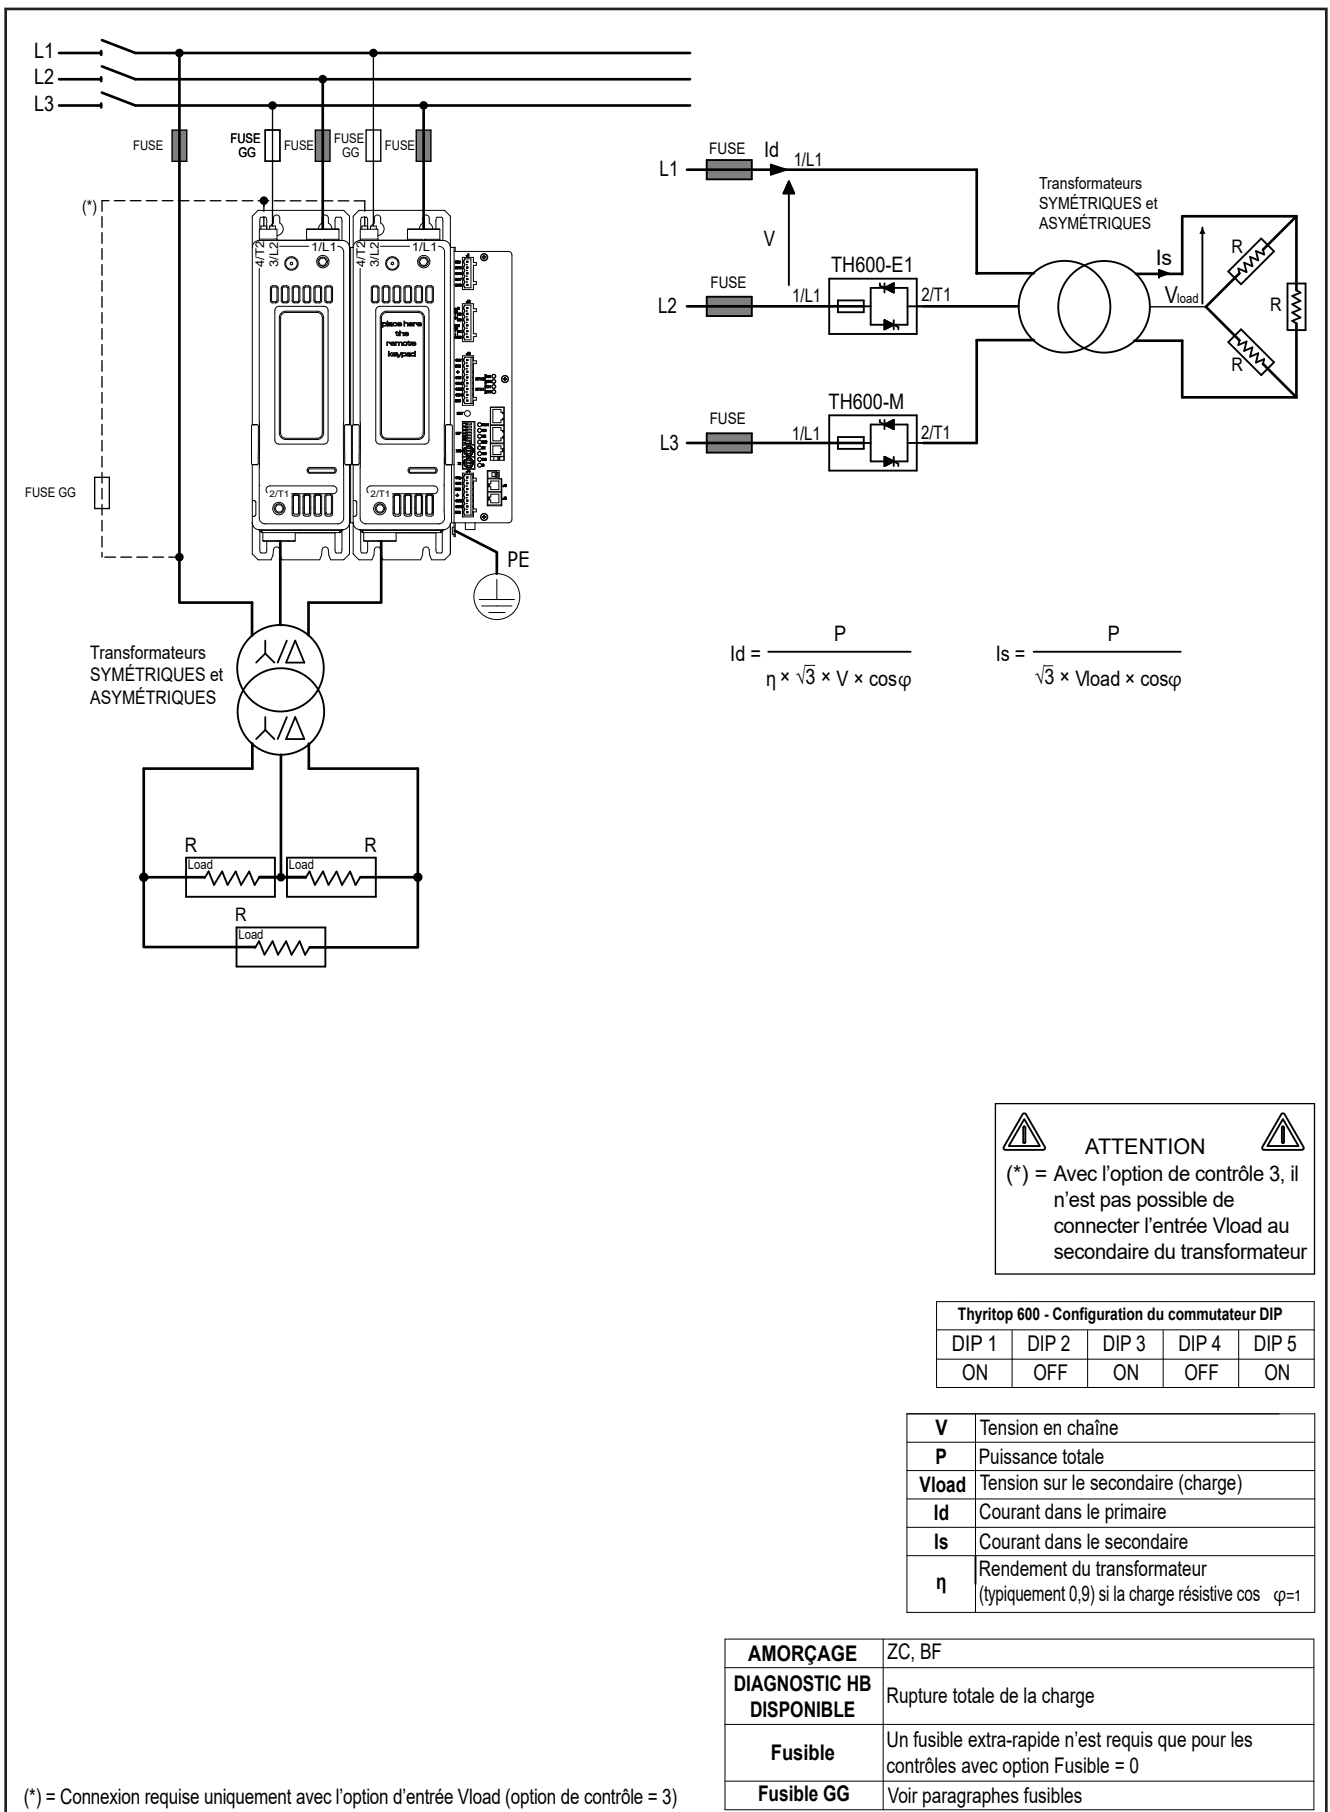 L1
L2
L3
FUSE
FUSE GG
FUSE
FUSE GG
FUSE
(*)
4/T2
3/L2
1/L1
4/T2
3/L2
1/L1
place here
the
remote
keypad
2/T1
2/T1
FUSE GG
PE
Transformateurs
SYMÉTRIQUES et
ASYMÉTRIQUES
⅄/Δ
⅄/Δ
R
Load
R
Load
R
Load
L1
FUSE
Id
1/L1
V
Transformateurs
SYMÉTRIQUES et
ASYMÉTRIQUES
Is
Vload
R
R
R
L2
FUSE
1/L1
TH600-E1
2/T1
L3
FUSE
1/L1
TH600-M
2/T1
Id = P / η × √3 × V × cosφ
Is = P / √3 × Vload × cosφ
ATTENTION
(*) = Avec l'option de contrôle 3, il
n'est pas possible de
connecter l'entrée Vload au
secondaire du transformateur
Thyritop 600 - Configuration du commutateur DIP
DIP 1 DIP 2 DIP 3 DIP 4 DIP 5
ON OFF ON OFF ON
V Tension en chaîne
P Puissance totale
Vload Tension sur le secondaire (charge)
Id Courant dans le primaire
Is Courant dans le secondaire
η Rendement du transformateur
(typiquement 0,9) si la charge résistive cos φ=1
AMORÇAGE ZC, BF
DIAGNOSTIC HB
DISPONIBLE Rupture totale de la charge
Fusible Un fusible extra-rapide n'est requis que pour les
contrôles avec option Fusible = 0
Fusible GG Voir paragraphes fusibles
(*) = Connexion requise uniquement avec l'option d'entrée Vload (option de contrôle = 3)